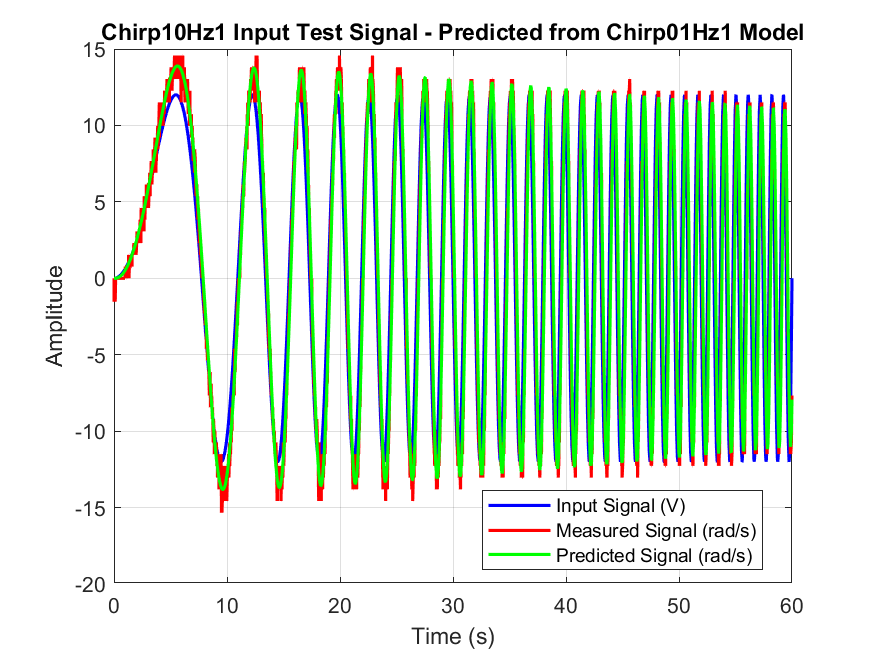 Chirp10Hz1 Input Test Signal - Predicted from Chirp01Hz1 Model
15
10
5
0
-5
-10
-15
-20
Amplitude
Input Signal (V)
Measured Signal (rad/s)
Predicted Signal (rad/s)
0 10 20 30 40 50 60
Time (s)